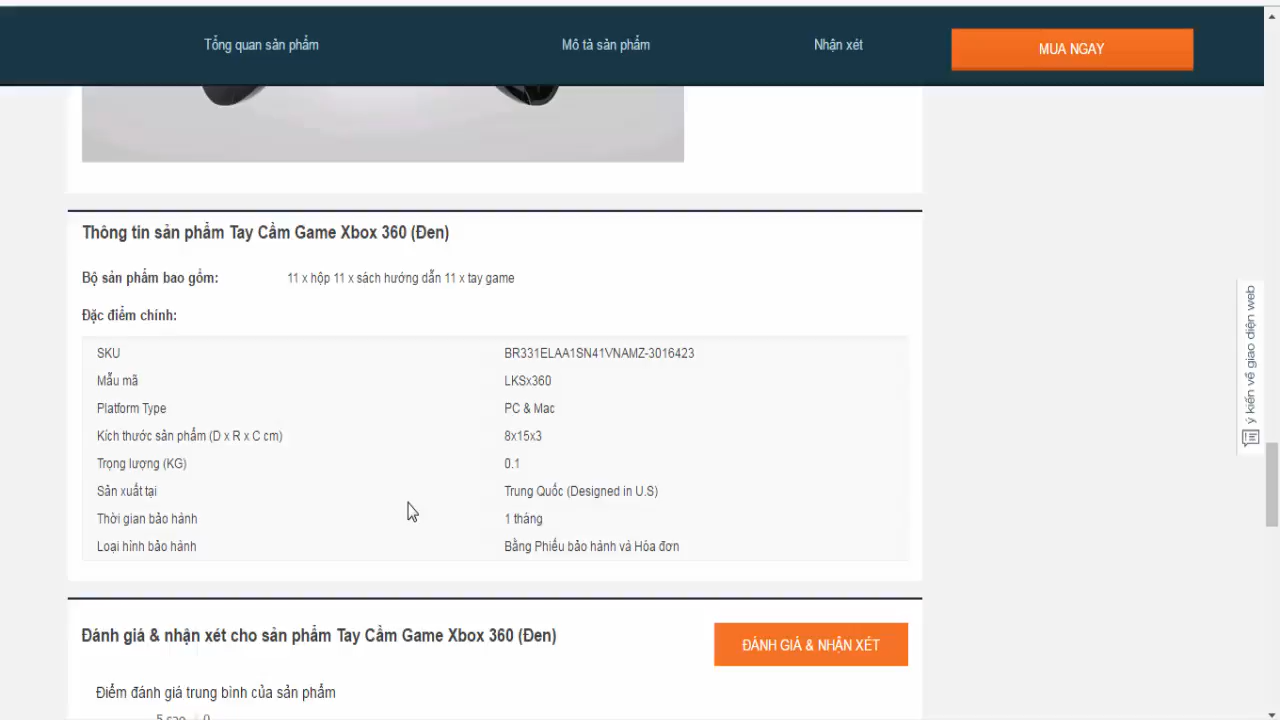 Tổng quan sản phẩm
Mô tả sản phẩm
Nhận xét
MUA NGAY
Thông tin sản phẩm Tay Cầm Game Xbox 360 (Đen)
Bộ sản phẩm bao gồm: 11 x hộp 11 x sách hướng dẫn 11 x tay game
Đặc điểm chính:
SKU BR331ELAA1SN41VNAMZ-3016423
Mẫu mã LKSx360
Platform Type PC & Mac
Kích thước sản phẩm (D x R x C cm) 8x15x3
Trọng lượng (KG) 0.1
Sản xuất tại Trung Quốc (Designed in U.S)
Thời gian bảo hành 1 tháng
Loại hình bảo hành Bằng Phiếu bảo hành và Hóa đơn
ý kiến về giao diện web
Đánh giá & nhận xét cho sản phẩm Tay Cầm Game Xbox 360 (Đen)
ĐÁNH GIÁ & NHẬN XÉT
Điểm đánh giá trung bình của sản phẩm
5 sao 0